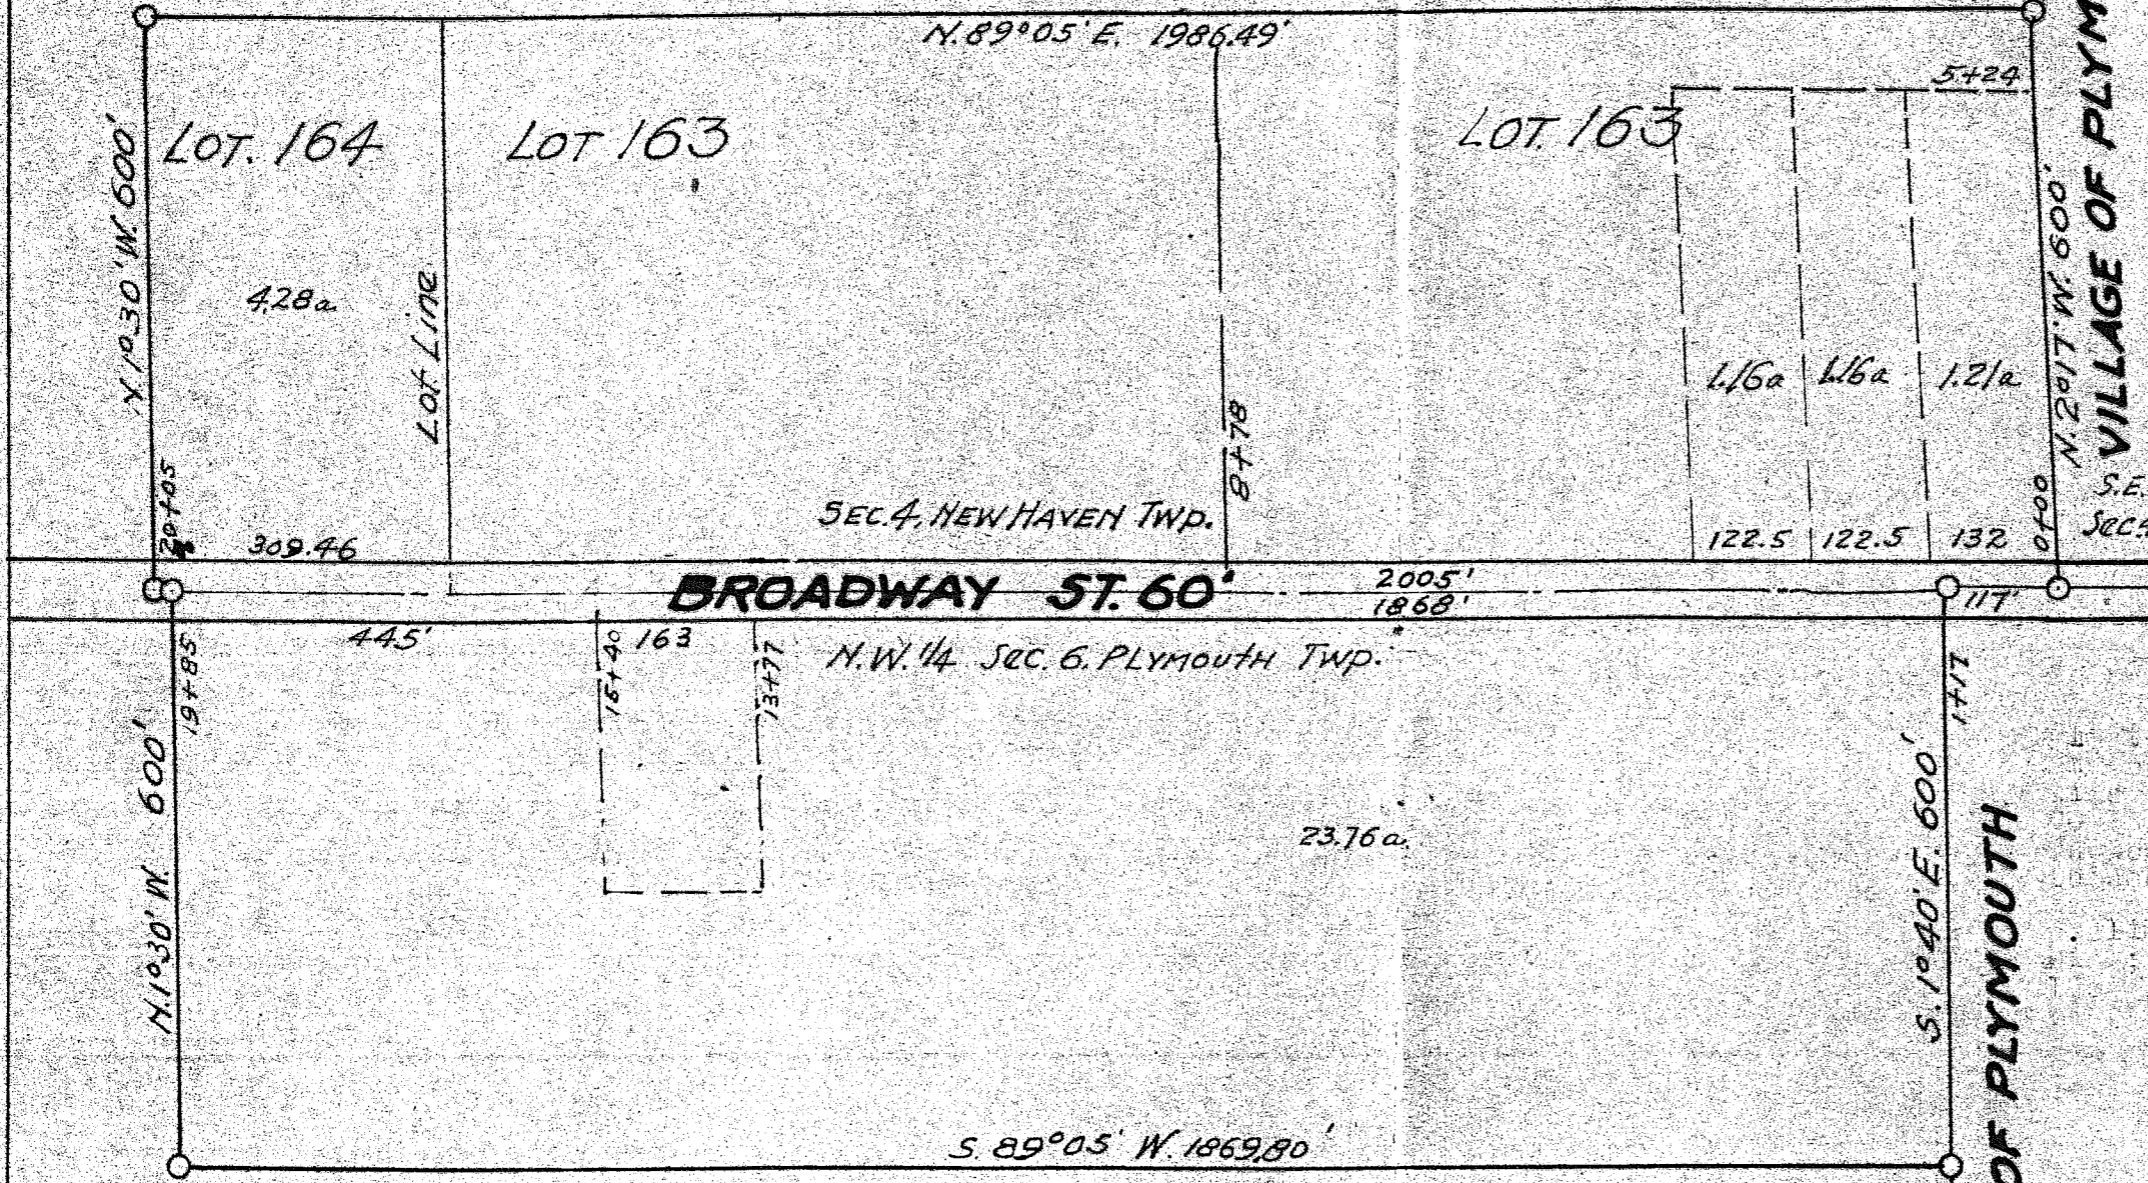 N. 89°05' E. 1986.49'
5+24
LOT. 164
LOT 163
LOT. 163
N. 1°30' W. 600'
4.28 a.
Lot Line
8+78
1.16a
1.16a
1.21a
N. 2°17' W. 600'
VILLAGE OF PLYM
S.E.
20+05
309.46
SEC. 4, NEW HAVEN TWP.
122.5
122.5
132
0+00
BROADWAY ST. 60'
2005'
1868'
117'
445'
163
15+40
13+77
N.W. 1/4 SEC. 6. PLYMOUTH TWP.
19+85
1+17
N. 1°30' W. 600'
23.76 a.
S. 1°40' E. 600'
OF PLYMOUTH
S. 89°05' W. 1869.80'